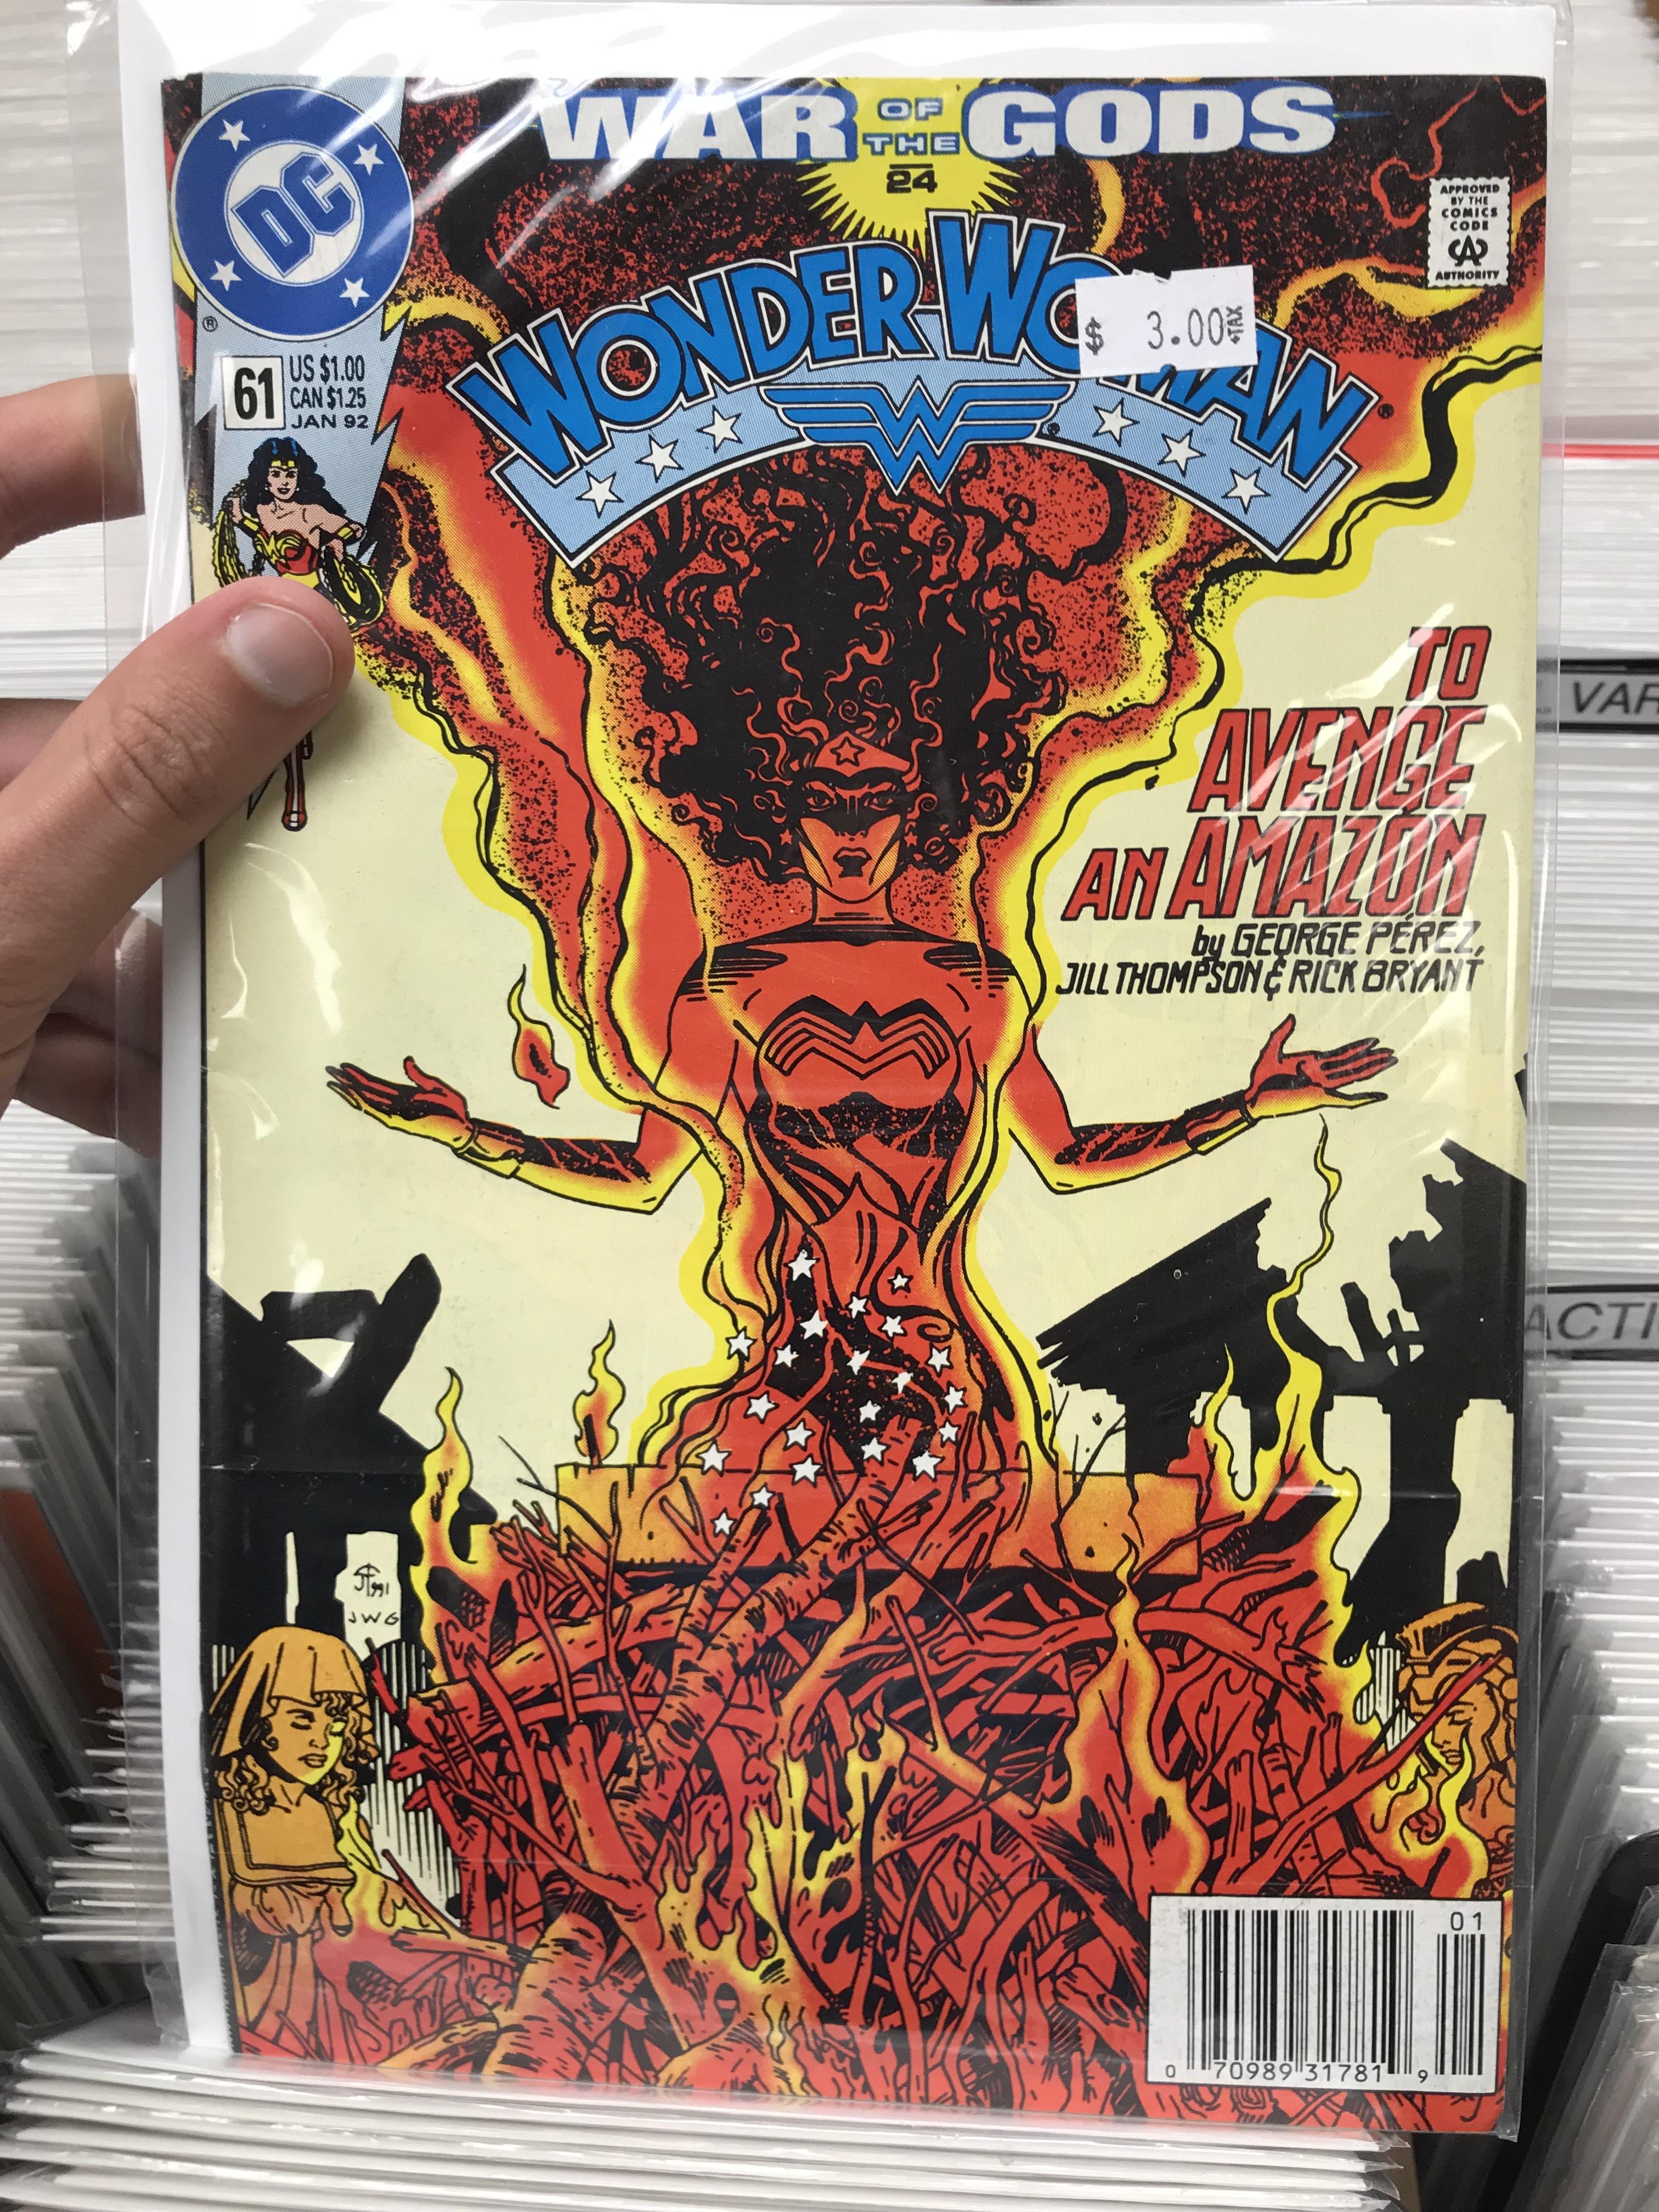 WAR OF THE GODS
24
DC
®
APPROVED
BY THE
COMICS
CODE
CA
AUTHORITY
WONDER WOMAN
®
$ 3.00+TAX
61
US $1.00
CAN $1.25
JAN 92
W
TO
AVENGE
AN AMAZON
by GEORGE PÉREZ,
JILL THOMPSON & RICK BRYANT
VAR
ACTI
1991
JWG
01
0 70989 31781 9